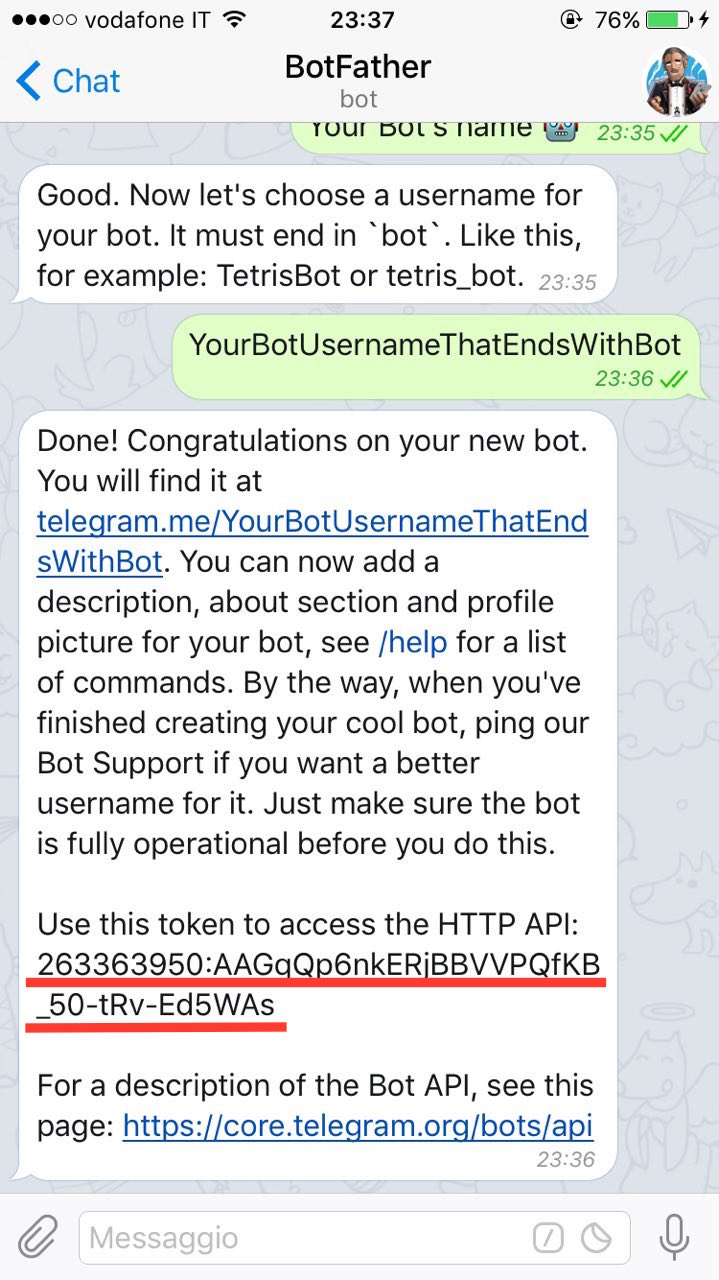 vodafone IT 23:37 76%
Chat
BotFather
bot
Your Bot's name 🤖 23:35
Good. Now let's choose a username for
your bot. It must end in `bot`. Like this,
for example: TetrisBot or tetris_bot. 23:35
YourBotUsernameThatEndsWithBot
23:36
Done! Congratulations on your new bot.
You will find it at
telegram.me/YourBotUsernameThatEnd
sWithBot. You can now add a
description, about section and profile
picture for your bot, see /help for a list
of commands. By the way, when you've
finished creating your cool bot, ping our
Bot Support if you want a better
username for it. Just make sure the bot
is fully operational before you do this.
Use this token to access the HTTP API:
263363950:AAGqQp6nkERjBBVVPQfKB
_50-tRv-Ed5WAs
For a description of the Bot API, see this
page: https://core.telegram.org/bots/api
23:36
Messaggio